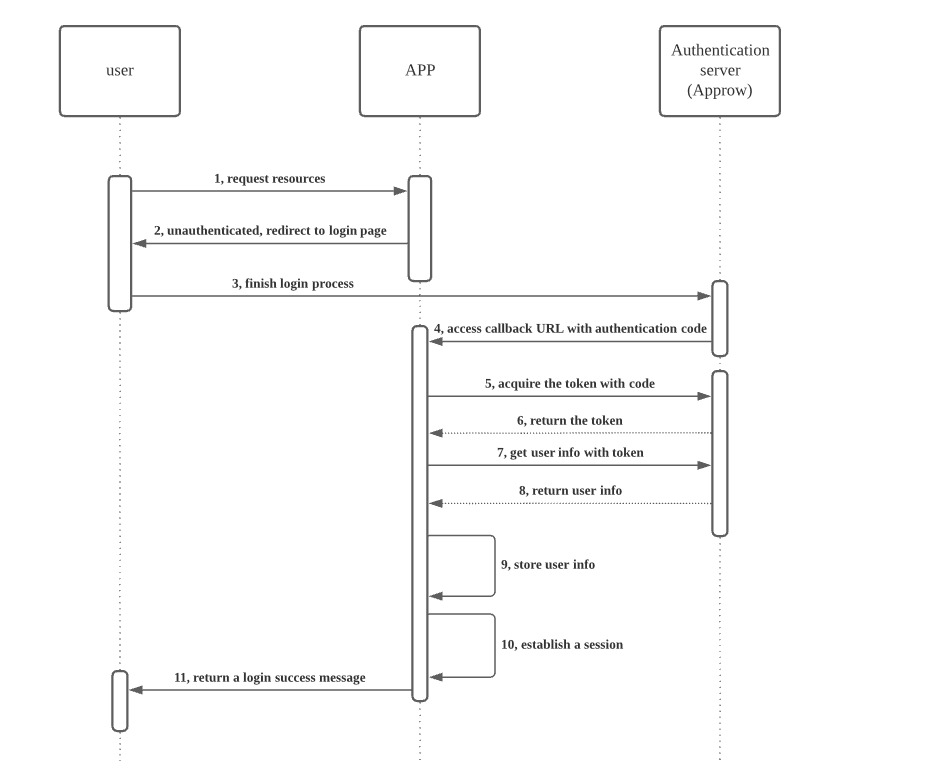 user
APP
Authentication
server
(Approw)
1, request resources
2, unauthenticated, redirect to login page
3, finish login process
4, access callback URL with authentication code
5, acquire the token with code
6, return the token
7, get user info with token
8, return user info
9, store user info
10, establish a session
11, return a login success message